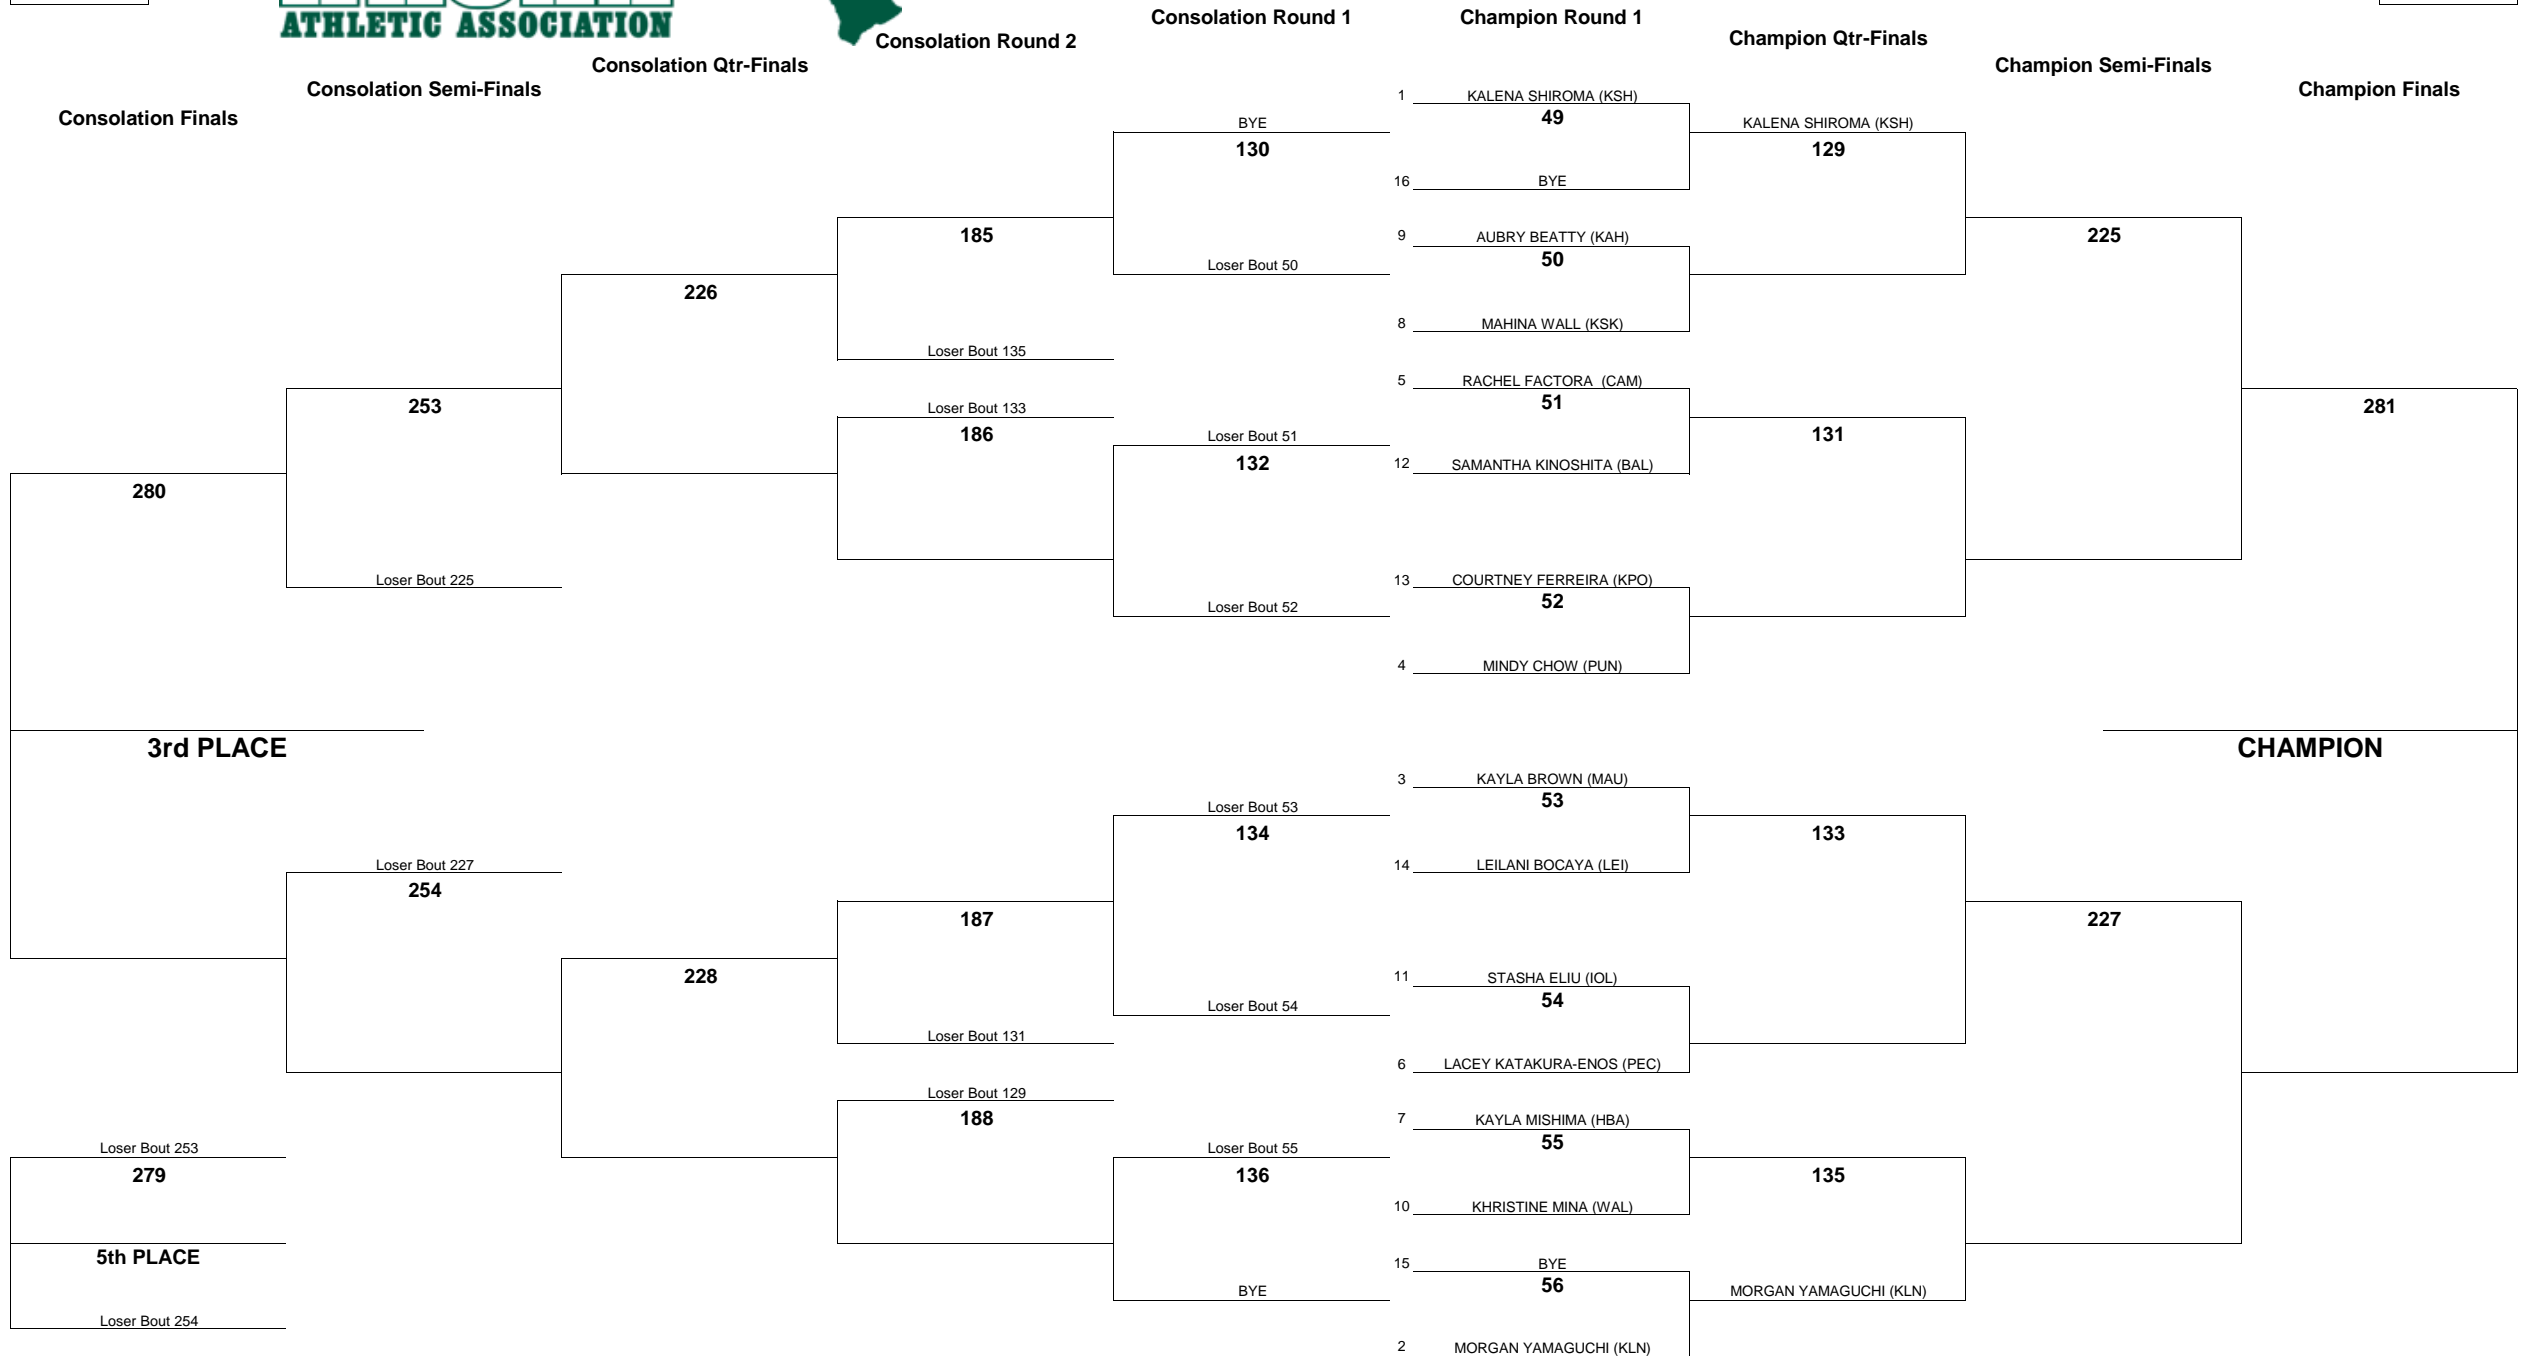 ATHLETIC ASSOCIATION
Consolation Round 1
Champion Round 1
Consolation Round 2
Champion Qtr-Finals
Consolation Qtr-Finals
Champion Semi-Finals
Consolation Semi-Finals
Champion Finals
Consolation Finals
1 KALENA SHIROMA (KSH)
49
16 BYE
9 AUBRY BEATTY (KAH)
50
8 MAHINA WALL (KSK)
5 RACHEL FACTORA (CAM)
51
12 SAMANTHA KINOSHITA (BAL)
13 COURTNEY FERREIRA (KPO)
52
4 MINDY CHOW (PUN)
3 KAYLA BROWN (MAU)
53
14 LEILANI BOCAYA (LEI)
11 STASHA ELIU (IOL)
54
6 LACEY KATAKURA-ENOS (PEC)
7 KAYLA MISHIMA (HBA)
55
10 KHRISTINE MINA (WAL)
15 BYE
56
2 MORGAN YAMAGUCHI (KLN)
KALENA SHIROMA (KSH)
129
131
133
135
MORGAN YAMAGUCHI (KLN)
225
227
281
CHAMPION
BYE
130
Loser Bout 50
Loser Bout 51
132
Loser Bout 52
Loser Bout 53
134
Loser Bout 54
Loser Bout 55
136
BYE
185
Loser Bout 135
Loser Bout 133
186
187
Loser Bout 131
Loser Bout 129
188
226
228
253
Loser Bout 225
Loser Bout 227
254
280
3rd PLACE
Loser Bout 253
279
5th PLACE
Loser Bout 254